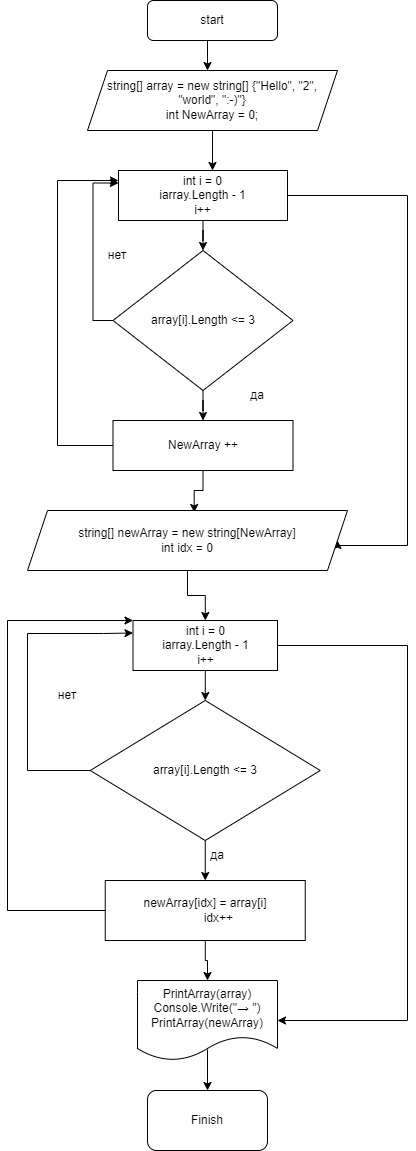 start
string[] array = new string[] {"Hello", "2",
"world", ":-)"}
int NewArray = 0;
int i = 0
iarray.Length - 1
i++
нет
array[i].Length <= 3
да
NewArray ++
string[] newArray = new string[NewArray]
int idx = 0
int i = 0
iarray.Length - 1
i++
нет
array[i].Length <= 3
да
newArray[idx] = array[i]
idx++
PrintArray(array)
Console.Write("→ ")
PrintArray(newArray)
Finish